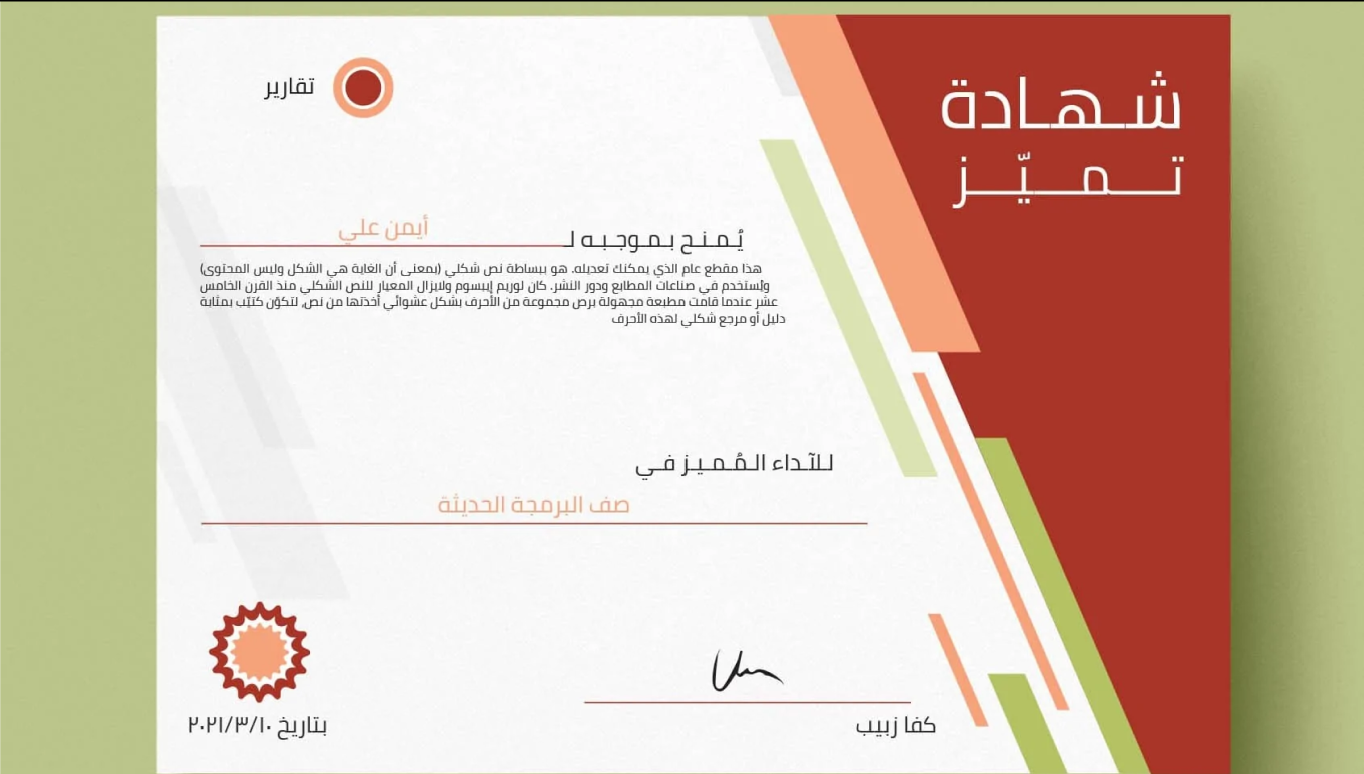 شهادة
تميّز
تقارير
يُمنح بموجبه لـ أيمن علي
هذا مقطع عام الذي يمكنك تعديله. هو ببساطة نص شكلي (بمعنى أن الغاية هي الشكل وليس المحتوى)
ويُستخدم في صناعات المطابع ودور النشر. كان لوريم إيبسوم ولايزال المعيار للنص الشكلي منذ القرن الخامس
عشر عندما قامت مطبعة مجهولة برص مجموعة من الأحرف بشكل عشوائي أخذتها من نص، لتكوّن كتيّب بمثابة
دليل أو مرجع شكلي لهذه الأحرف
للآداء المُميز في
صف البرمجة الحديثة
كفا زبيب
بتاريخ ٢٠٢١/٣/١٠